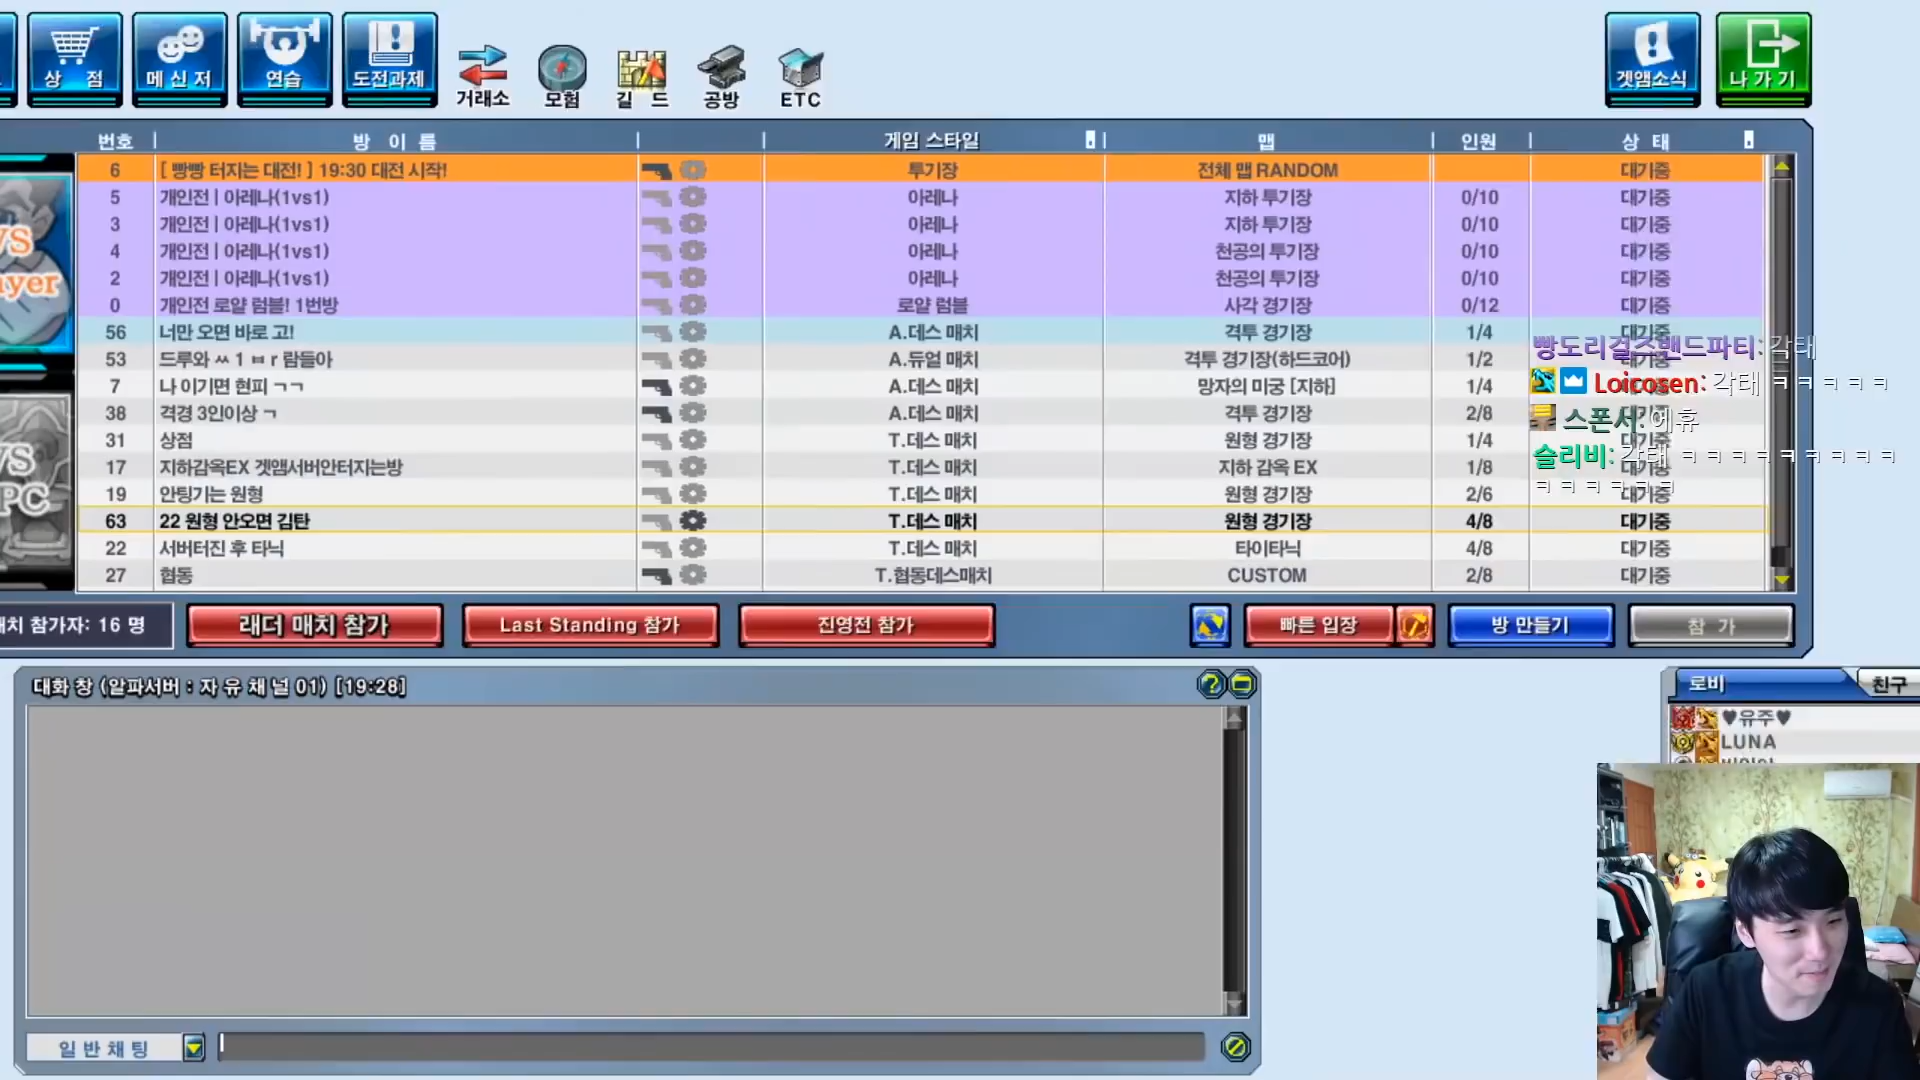 상 점
메신저
연습
도전과제
거래소
모험
길 드
공방
ETC
겟앰소식
나가기
번호 방 이 름 게임 스타일 맵 인원 상 태
6 [ 빵빵 터지는 대전! ] 19:30 대전 시작! 투기장 전체 맵 RANDOM 대기중
5 개인전 | 아레나(1vs1) 아레나 지하 투기장 0/10 대기중
3 개인전 | 아레나(1vs1) 아레나 지하 투기장 0/10 대기중
4 개인전 | 아레나(1vs1) 아레나 천공의 투기장 0/10 대기중
2 개인전 | 아레나(1vs1) 아레나 천공의 투기장 0/10 대기중
0 개인전 로얄 럼블! 1번방 로얄 럼블 사각 경기장 0/12 대기중
56 너만 오면 바로 고! A.데스 매치 격투 경기장 1/4 대기중
53 드루와 ㅆ 1 ㅂ r 람들아 A.듀얼 매치 격투 경기장(하드코어) 1/2
7 나 이기면 현피 ㄱㄱ A.데스 매치 망자의 미궁 [지하] 1/4
38 격경 3인이상 ㄱ A.데스 매치 격투 경기장 2/8
31 상점 T.데스 매치 원형 경기장 1/4
17 지하감옥EX 겟앰서버안터지는방 T.데스 매치 지하 감옥 EX 1/8
19 안팅기는 원형 T.데스 매치 원형 경기장 2/6 대기중
63 22 원형 안오면 김탄 T.데스 매치 원형 경기장 4/8 대기중
22 서버터진 후 타닉 T.데스 매치 타이타닉 4/8 대기중
27 협동 T.협동데스매치 CUSTOM 2/8 대기중
VS
ayer
VS
PC
빵도리걸즈밴드파티: 각태
Loicosen: 각태 ㅋㅋㅋㅋㅋ
스폰서: 에휴
슬리비: 각태 ㅋㅋㅋㅋㅋㅋㅋㅋㅋ
ㅋㅋㅋㅋㅋㅋ
매치 참가자: 16 명
래더 매치 참가
Last Standing 참가
진영전 참가
빠른 입장
방 만들기
참 가
대화 창 (알파서버 : 자 유 채 널 01) [19:28]
일 반 채 팅
로비
친구
♥유주♥
LUNA